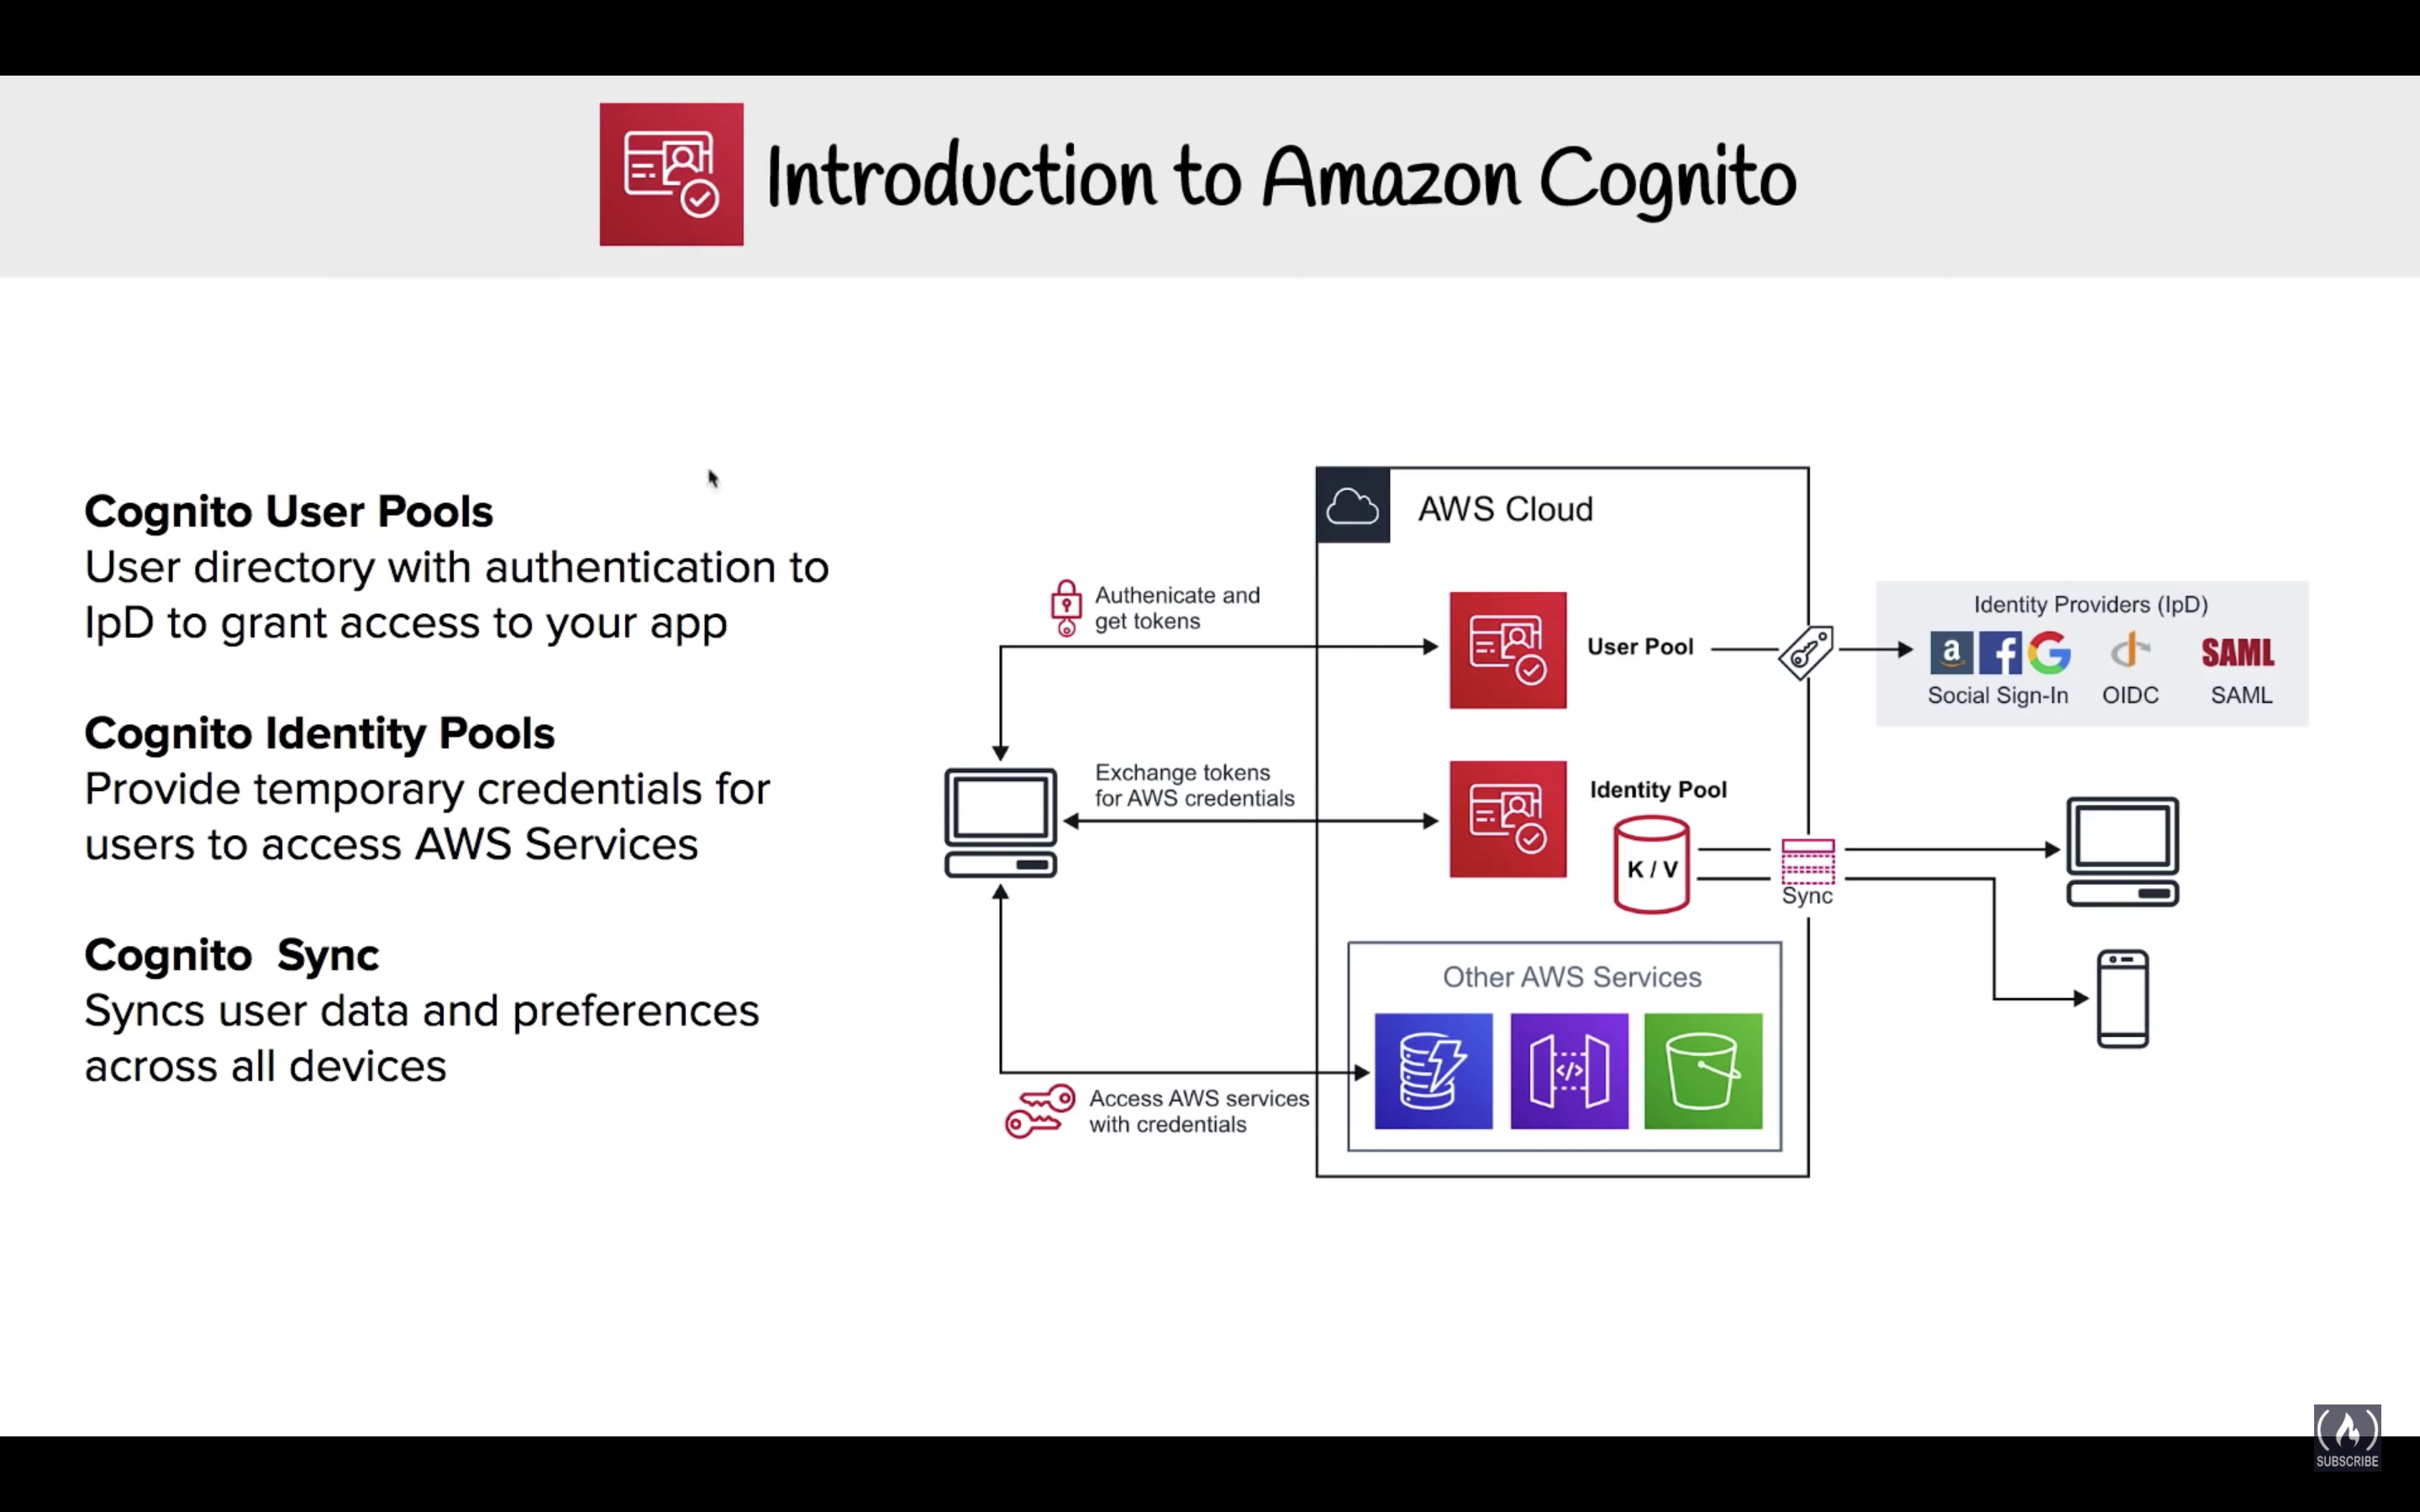 Introduction to Amazon Cognito
Cognito User Pools
User directory with authentication to
IpD to grant access to your app
Cognito Identity Pools
Provide temporary credentials for
users to access AWS Services
Cognito Sync
Syncs user data and preferences
across all devices
AWS Cloud
Authenicate and
get tokens
User Pool
Identity Providers (IpD)
a f G SAML
Social Sign-In OIDC SAML
Exchange tokens
for AWS credentials
Identity Pool
K / V
Sync
Other AWS Services
</>
Access AWS services
with credentials
SUBSCRIBE